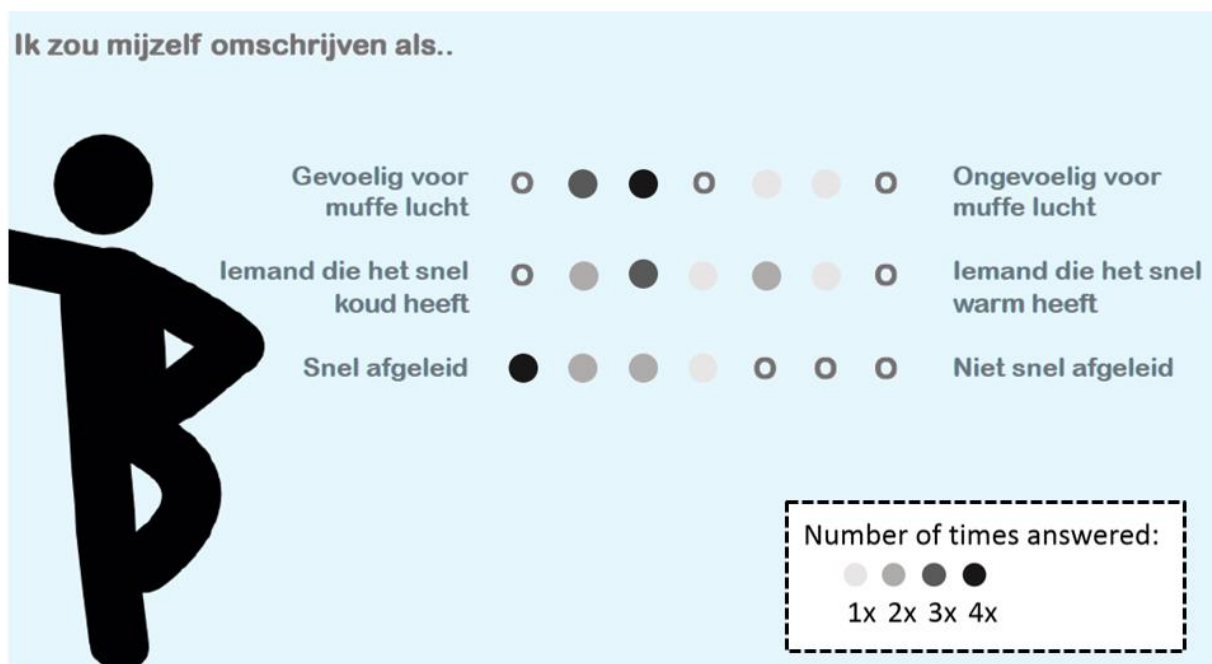 Ik zou mijzelf omschrijven als..
Gevoelig voor
muffe lucht
O O O
Ongevoelig voor
muffe lucht
Iemand die het snel
koud heeft
O O
Iemand die het snel
warm heeft
Snel afgeleid
O O O
Niet snel afgeleid
Number of times answered:
1x 2x 3x 4x